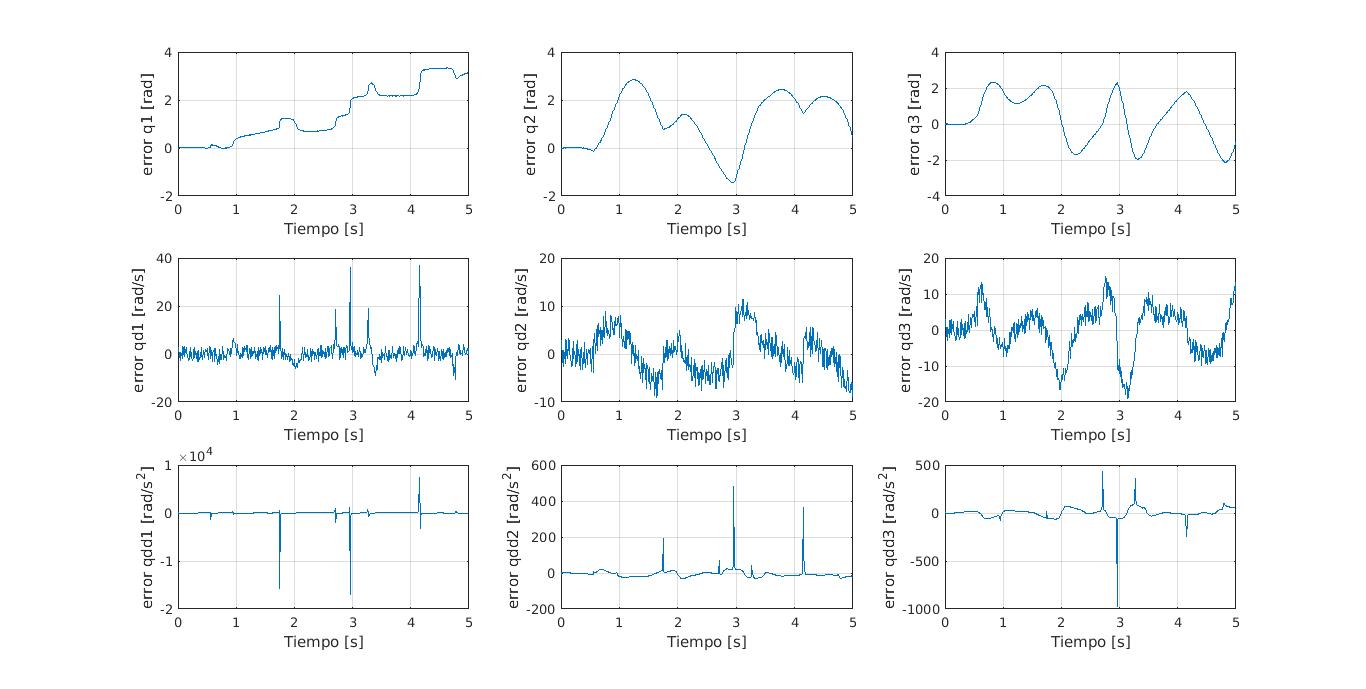 4
2
0
-2
error q1 [rad]
0 1 2 3 4 5
Tiempo [s]
4
2
0
-2
error q2 [rad]
0 1 2 3 4 5
Tiempo [s]
4
2
0
-2
-4
error q3 [rad]
0 1 2 3 4 5
Tiempo [s]
40
20
0
-20
error qd1 [rad/s]
0 1 2 3 4 5
Tiempo [s]
20
10
0
-10
error qd2 [rad/s]
0 1 2 3 4 5
Tiempo [s]
20
10
0
-10
-20
error qd3 [rad/s]
0 1 2 3 4 5
Tiempo [s]
×10⁴
1
0
-1
-2
error qdd1 [rad/s²]
0 1 2 3 4 5
Tiempo [s]
600
400
200
0
-200
error qdd2 [rad/s²]
0 1 2 3 4 5
Tiempo [s]
500
0
-500
-1000
error qdd3 [rad/s²]
0 1 2 3 4 5
Tiempo [s]